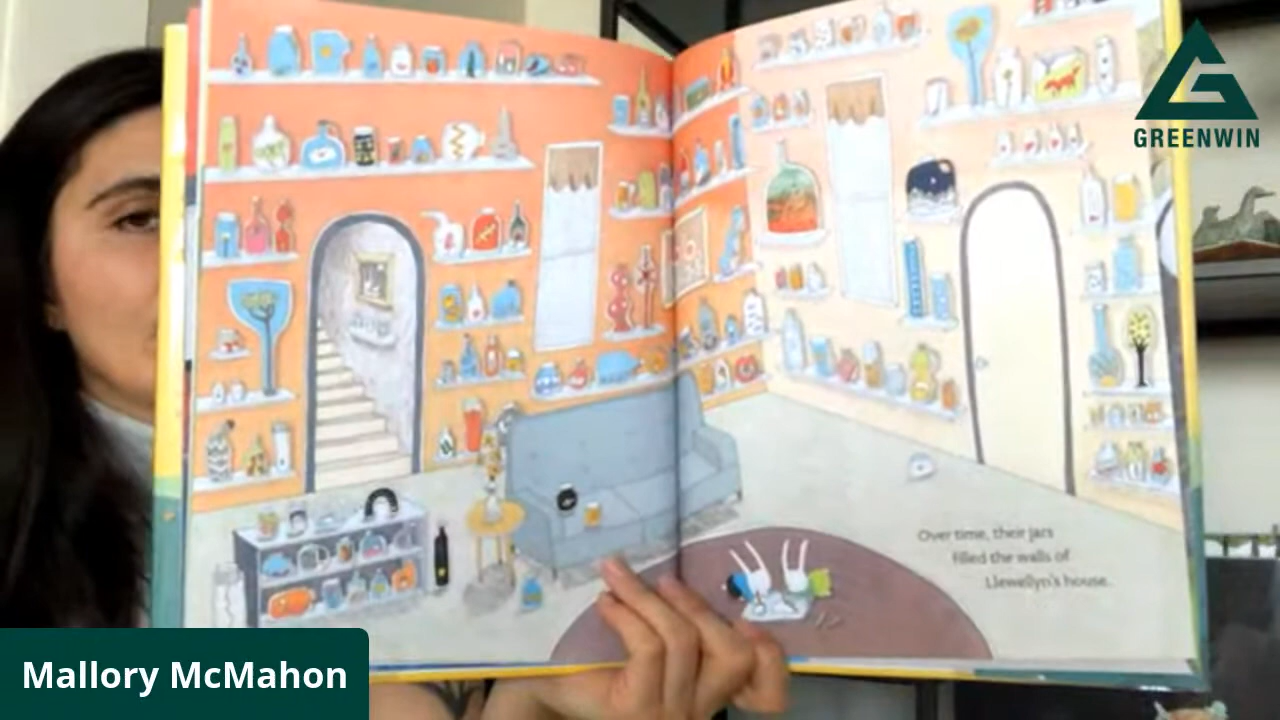 GREENWIN
Over time, their jars
filled the walls of
Llewellyn's house.
Mallory McMahon